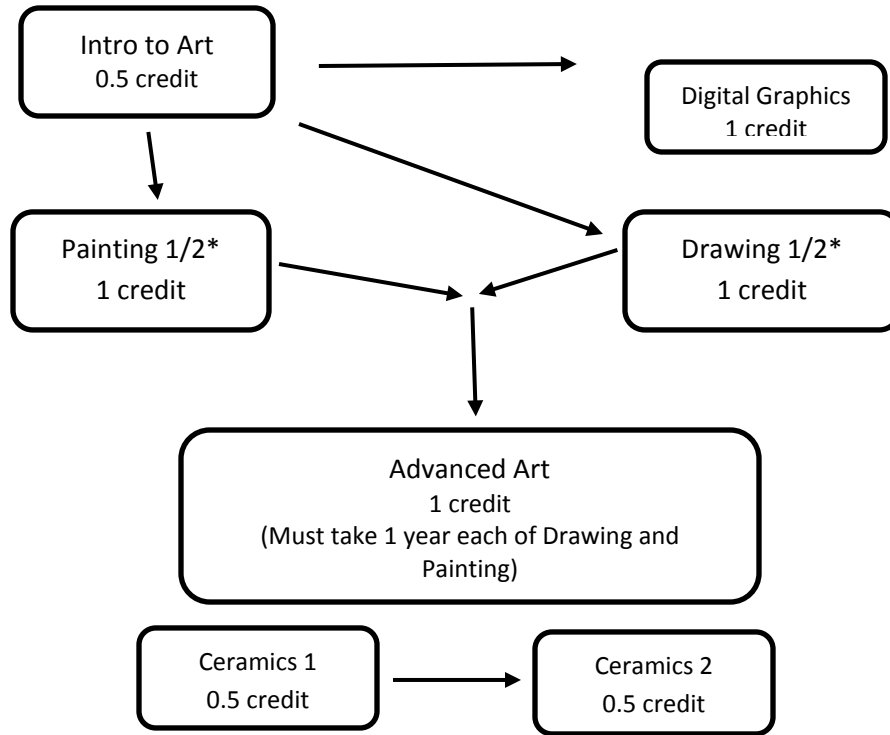 Intro to Art
0.5 credit
Digital Graphics
1 credit
Painting 1/2*
1 credit
Drawing 1/2*
1 credit
Advanced Art
1 credit
(Must take 1 year each of Drawing and
Painting)
Ceramics 1
0.5 credit
Ceramics 2
0.5 credit